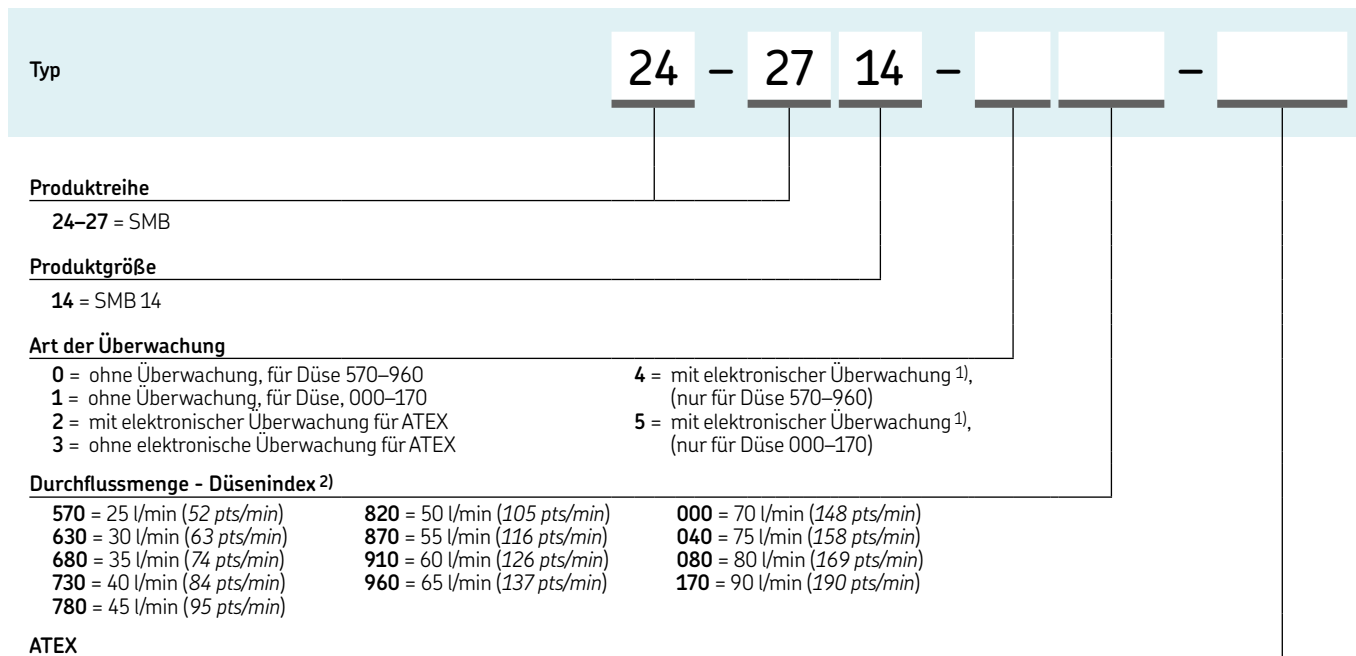 Typ 24 – 27 14 – –
Produktreihe
24–27 = SMB
Produktgröße
14 = SMB 14
Art der Überwachung
0 = ohne Überwachung, für Düse 570–960
1 = ohne Überwachung, für Düse, 000–170
2 = mit elektronischer Überwachung für ATEX
3 = ohne elektronische Überwachung für ATEX
4 = mit elektronischer Überwachung 1),
(nur für Düse 570–960)
5 = mit elektronischer Überwachung 1),
(nur für Düse 000–170)
Durchflussmenge - Düsenindex 2)
570 = 25 l/min (52 pts/min)
630 = 30 l/min (63 pts/min)
680 = 35 l/min (74 pts/min)
730 = 40 l/min (84 pts/min)
780 = 45 l/min (95 pts/min)
820 = 50 l/min (105 pts/min)
870 = 55 l/min (116 pts/min)
910 = 60 l/min (126 pts/min)
960 = 65 l/min (137 pts/min)
000 = 70 l/min (148 pts/min)
040 = 75 l/min (158 pts/min)
080 = 80 l/min (169 pts/min)
170 = 90 l/min (190 pts/min)
ATEX